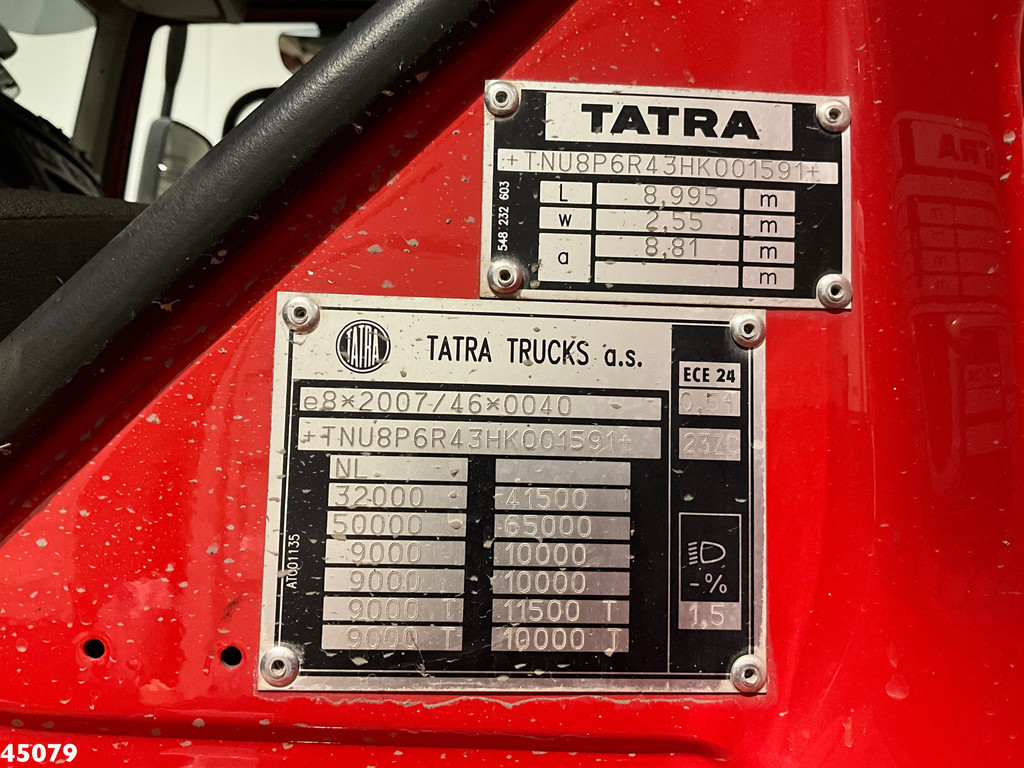 TATRA
+TNU8P6R43HK001591+
548 232 603
L 8,995 m
W 2,55 m
a 8,81 m
m
TATRA
TATRA TRUCKS a.s.
ECE 24
0,51
e8*2007/46*0040
+TNU8P6R43HK001591+
NL
32000 41500
50000 65000
9000 10000
9000 10000
9000 T 11500 T
9000 T 10000 T
AT001135
-%
1,5
45079